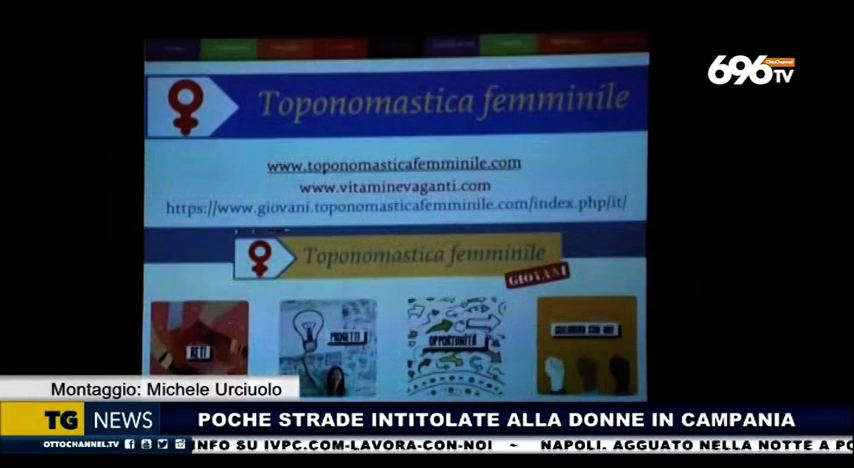 696
OttoChannel
TV
Toponomastica femminile
www.toponomasticafemminile.com
www.vitaminevaganti.com
https://www.giovani.toponomasticafemminile.com/index.php/it/
Toponomastica femminile
GIOVANI
RETI
PROGETTI
OPPORTUNITÀ
COLLABORA CON NOI
Montaggio: Michele Urciuolo
TG NEWS
POCHE STRADE INTITOLATE ALLA DONNE IN CAMPANIA
OTTOCHANNEL.TV
INFO SU IVPC.COM-LAVORA-CON-NOI ~ NAPOLI. AGGUATO NELLA NOTTE A PO